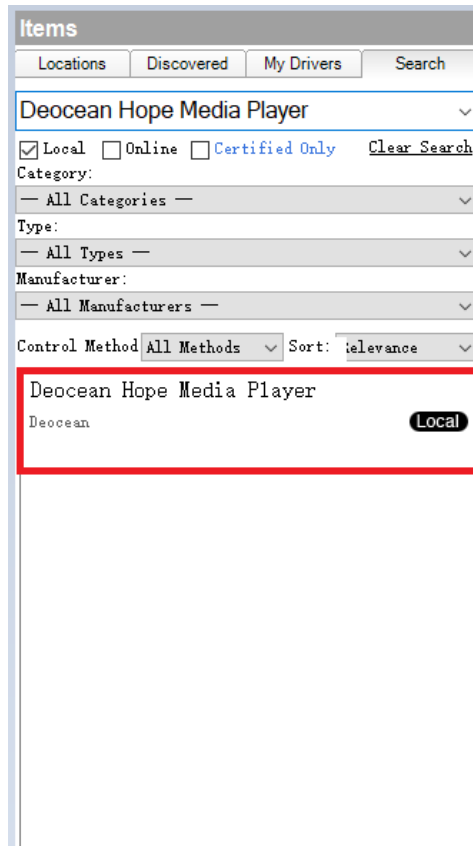 Items
Locations Discovered My Drivers Search
Deocean Hope Media Player
Local Online Certified Only Clear Search
Category:
— All Categories —
Type:
— All Types —
Manufacturer:
— All Manufacturers —
Control Method All Methods Sort: elevance
Deocean Hope Media Player
Deocean Local